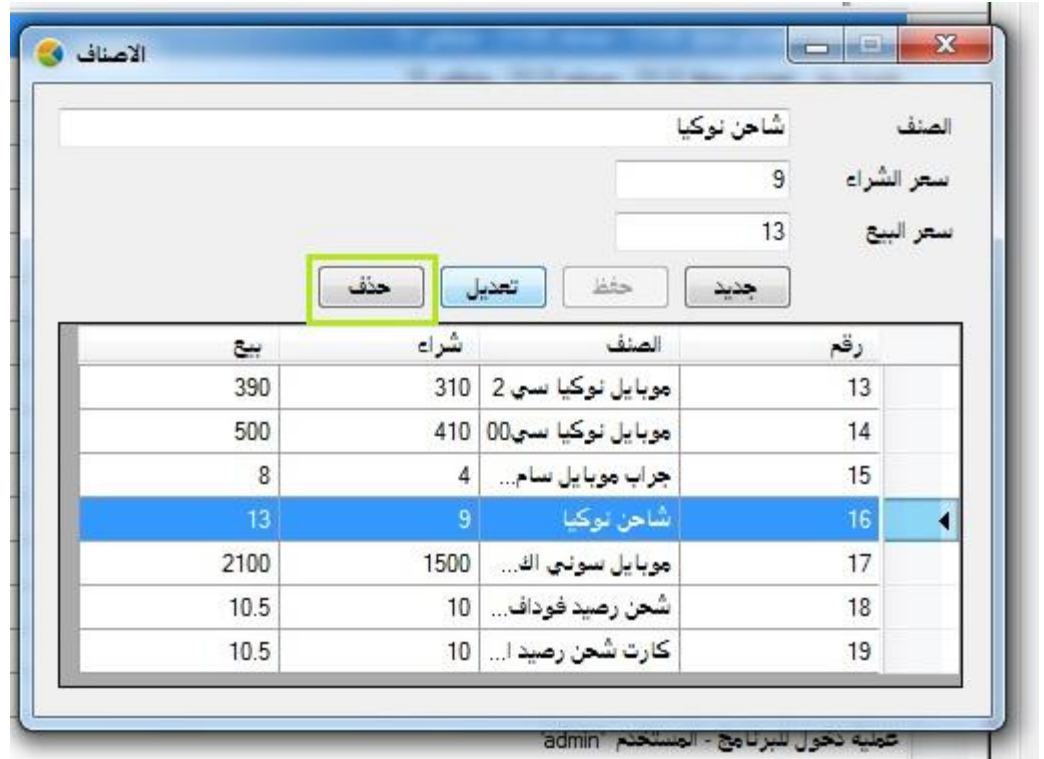 الاصناف
الصنف شاحن نوكيا
سعر الشراء 9
سعر البيع 13
جديد حفظ تعديل حذف
رقم الصنف شراء بيع
13 موبايل نوكيا سي 2 310 390
14 موبايل نوكيا سي00 410 500
15 جراب موبايل سام... 4 8
16 شاحن نوكيا 9 13
17 موبايل سوني اك... 1500 2100
18 شحن رصيد فوداف... 10 10.5
19 كارت شحن رصيد ا... 10 10.5
عملية دخول للبرنامج - المستخدم "admin"